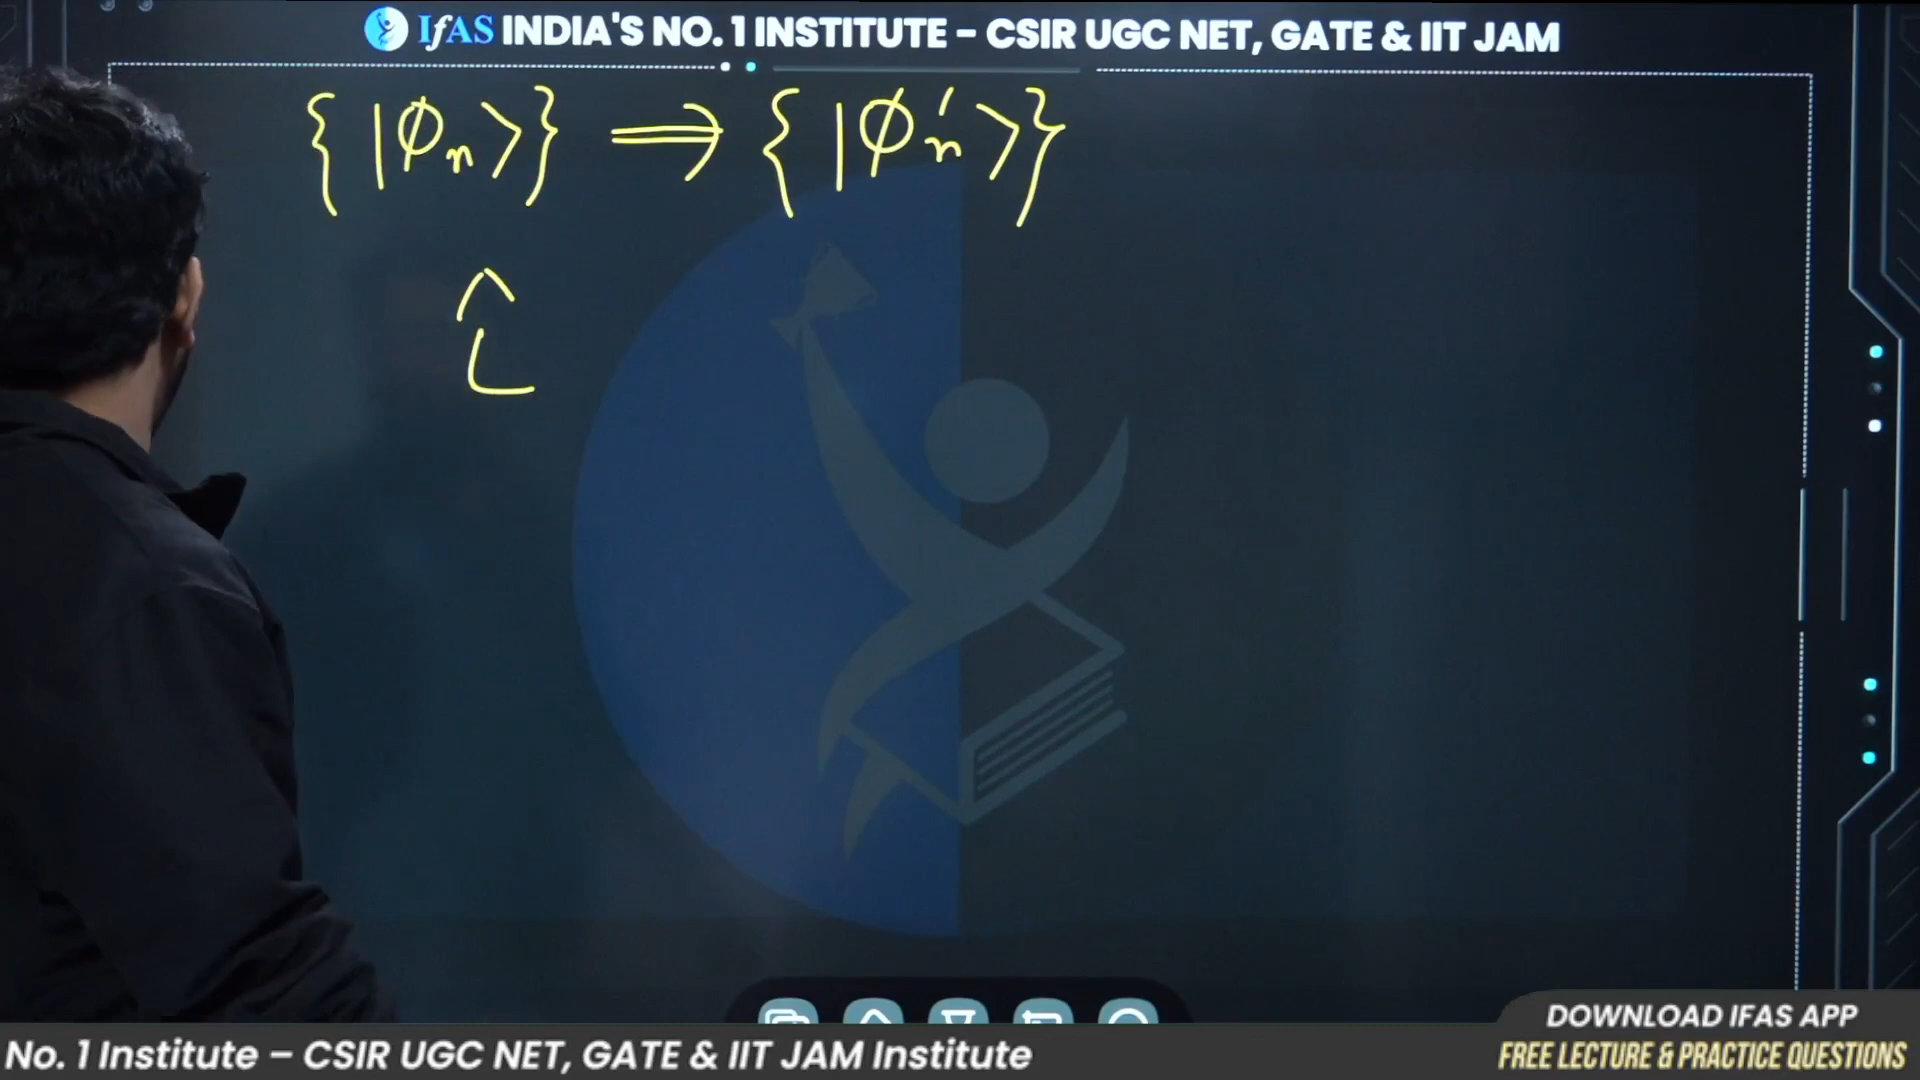 IfAS INDIA'S NO. 1 INSTITUTE – CSIR UGC NET, GATE & IIT JAM
{|ϕₙ>} ⟹ {|ϕ'ₙ>}
L̂
DOWNLOAD IFAS APP
No. 1 Institute – CSIR UGC NET, GATE & IIT JAM Institute
FREE LECTURE & PRACTICE QUESTIONS